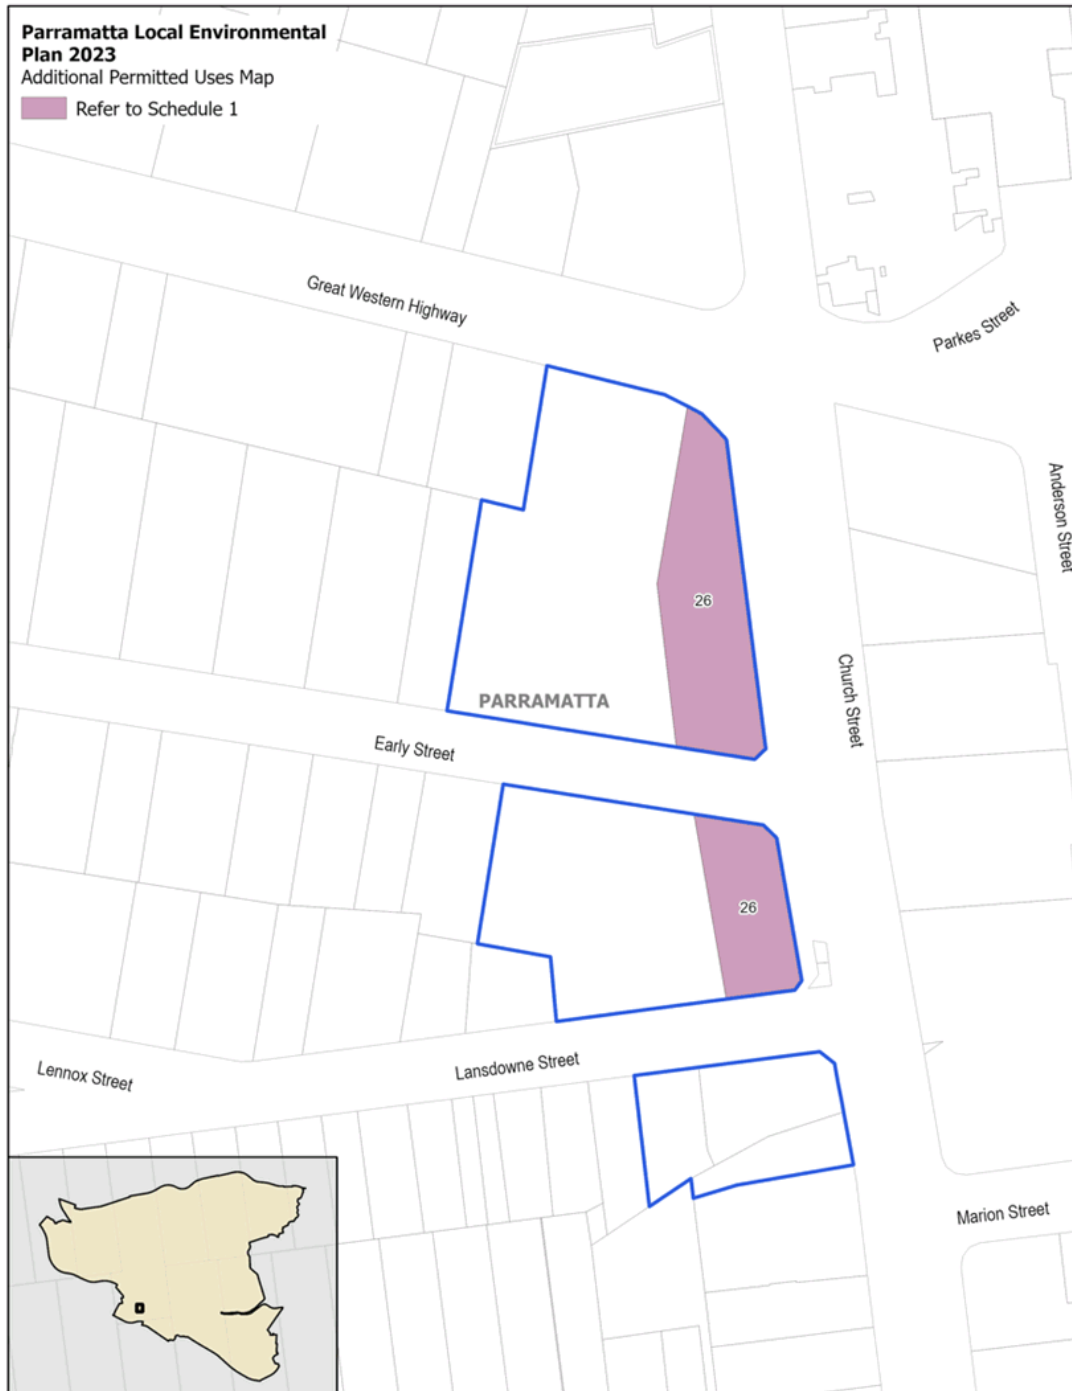 Parramatta Local Environmental
Plan 2023
Additional Permitted Uses Map
Refer to Schedule 1
Great Western Highway
Parkes Street
Anderson Street
26
Church Street
PARRAMATTA
Early Street
26
Lansdowne Street
Lennox Street
Marion Street